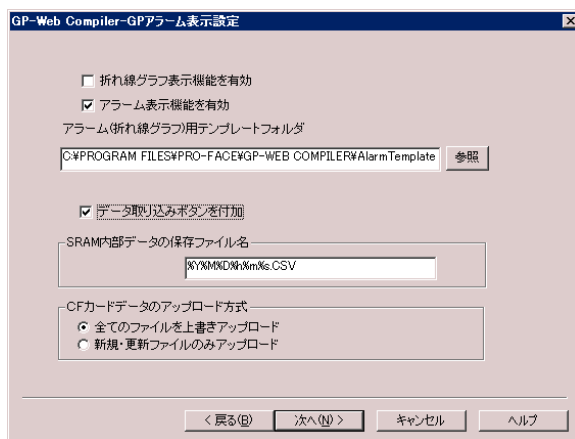 GP-Web Compiler-GPアラーム表示設定
折れ線グラフ表示機能を有効
アラーム表示機能を有効
アラーム(折れ線グラフ)用テンプレートフォルダ
C:¥PROGRAM FILES¥PRO-FACE¥GP-WEB COMPILER¥AlarmTemplate
参照
データ取り込みボタンを付加
SRAM内部データの保存ファイル名
%Y%M%D%h%m%s.CSV
CFカードデータのアップロード方式
全てのファイルを上書きアップロード
新規・更新ファイルのみアップロード
< 戻る(B) 次へ(N) > キャンセル ヘルプ